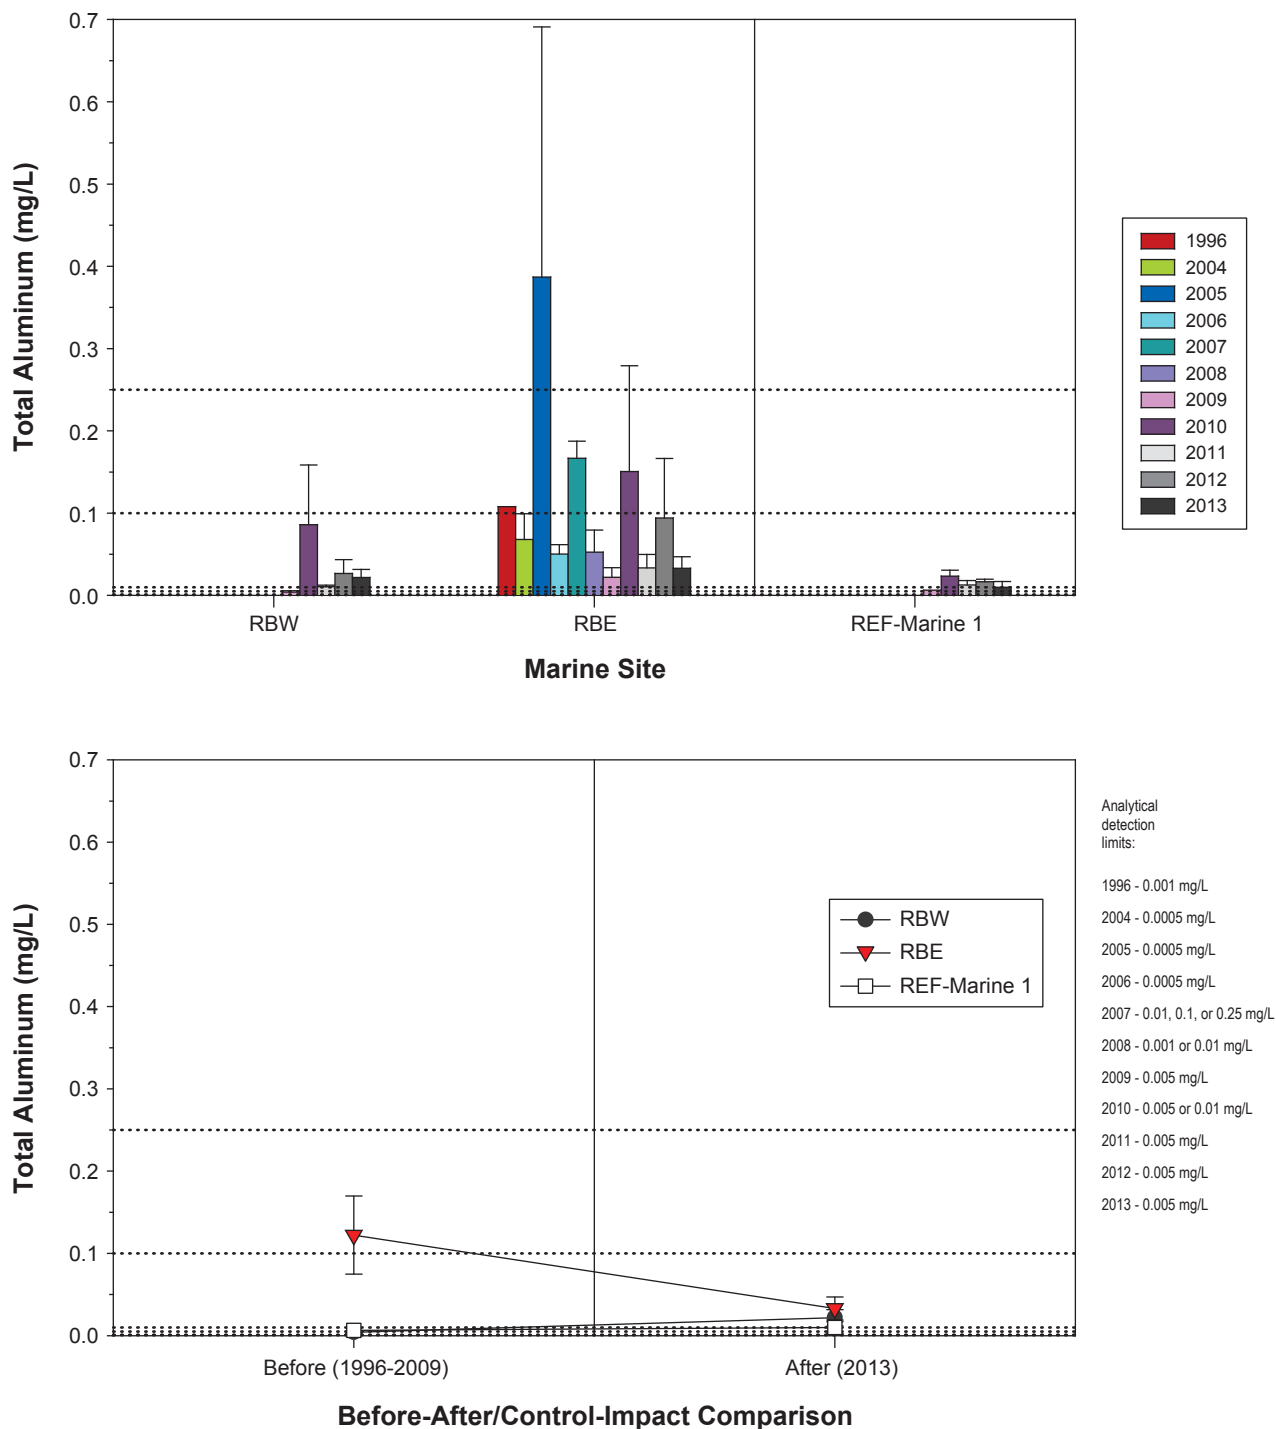 Total Aluminum (mg/L)
0.7
0.6
0.5
0.4
0.3
0.2
0.1
0.0
RBW
RBE
REF-Marine 1
Marine Site
1996
2004
2005
2006
2007
2008
2009
2010
2011
2012
2013
Total Aluminum (mg/L)
0.7
0.6
0.5
0.4
0.3
0.2
0.1
0.0
RBW
RBE
REF-Marine 1
Before (1996-2009)
After (2013)
Before-After/Control-Impact Comparison
Analytical
detection
limits:
1996 - 0.001 mg/L
2004 - 0.0005 mg/L
2005 - 0.0005 mg/L
2006 - 0.0005 mg/L
2007 - 0.01, 0.1, or 0.25 mg/L
2008 - 0.001 or 0.01 mg/L
2009 - 0.005 mg/L
2010 - 0.005 or 0.01 mg/L
2011 - 0.005 mg/L
2012 - 0.005 mg/L
2013 - 0.005 mg/L